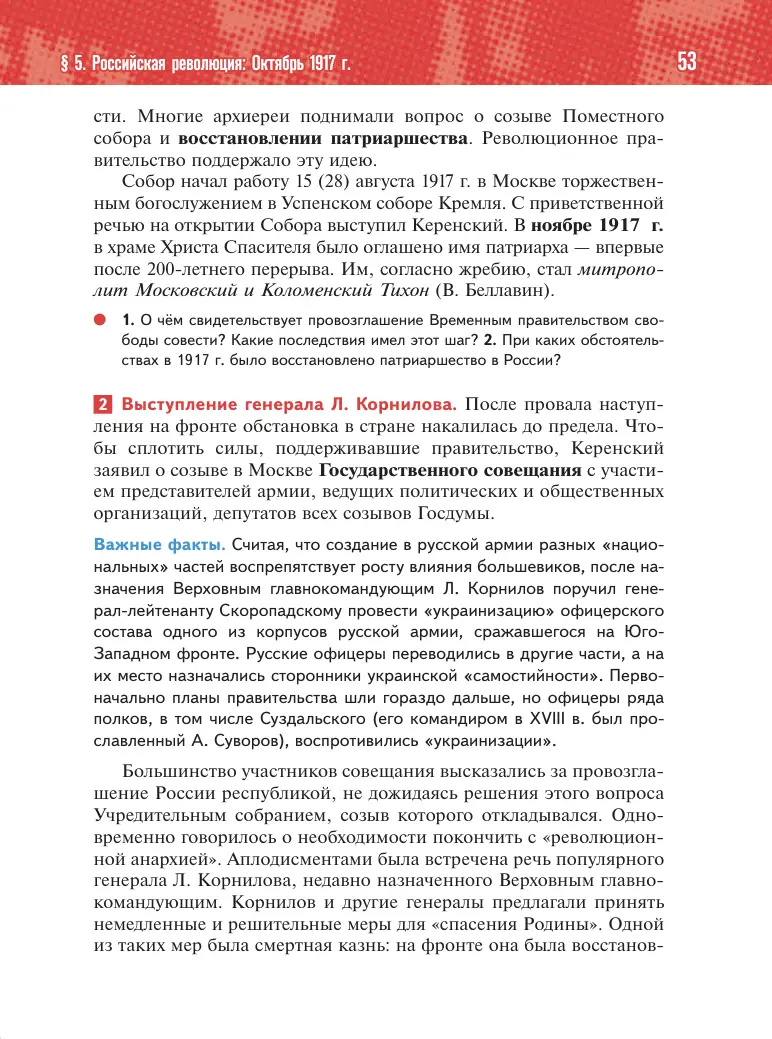 § 5. Российская революция: Октябрь 1917 г.
53
сти. Многие архиереи поднимали вопрос о созыве Поместного
собора и восстановлении патриаршества. Революционное пра-
вительство поддержало эту идею.
Собор начал работу 15 (28) августа 1917 г. в Москве торжествен-
ным богослужением в Успенском соборе Кремля. С приветственной
речью на открытии Собора выступил Керенский. В ноябре 1917 г.
в храме Христа Спасителя было оглашено имя патриарха — впервые
после 200-летнего перерыва. Им, согласно жребию, стал митропо-
лит Московский и Коломенский Тихон (В. Беллавин).
1. О чём свидетельствует провозглашение Временным правительством сво-
боды совести? Какие последствия имел этот шаг? 2. При каких обстоятель-
ствах в 1917 г. было восстановлено патриаршество в России?
2 Выступление генерала Л. Корнилова. После провала наступ-
ления на фронте обстановка в стране накалилась до предела. Что-
бы сплотить силы, поддерживавшие правительство, Керенский
заявил о созыве в Москве Государственного совещания с участи-
ем представителей армии, ведущих политических и общественных
организаций, депутатов всех созывов Госдумы.
Важные факты. Считая, что создание в русской армии разных «нацио-
нальных» частей воспрепятствует росту влияния большевиков, после на-
значения Верховным главнокомандующим Л. Корнилов поручил гене-
рал-лейтенанту Скоропадскому провести «украинизацию» офицерского
состава одного из корпусов русской армии, сражавшегося на Юго-
Западном фронте. Русские офицеры переводились в другие части, а на
их место назначались сторонники украинской «самостийности». Перво-
начально планы правительства шли гораздо дальше, но офицеры ряда
полков, в том числе Суздальского (его командиром в XVIII в. был про-
славленный А. Суворов), воспротивились «украинизации».
Большинство участников совещания высказались за провозгла-
шение России республикой, не дожидаясь решения этого вопроса
Учредительным собранием, созыв которого откладывался. Одно-
временно говорилось о необходимости покончить с «революцион-
ной анархией». Аплодисментами была встречена речь популярного
генерала Л. Корнилова, недавно назначенного Верховным главно-
командующим. Корнилов и другие генералы предлагали принять
немедленные и решительные меры для «спасения Родины». Одной
из таких мер была смертная казнь: на фронте она была восстанов-